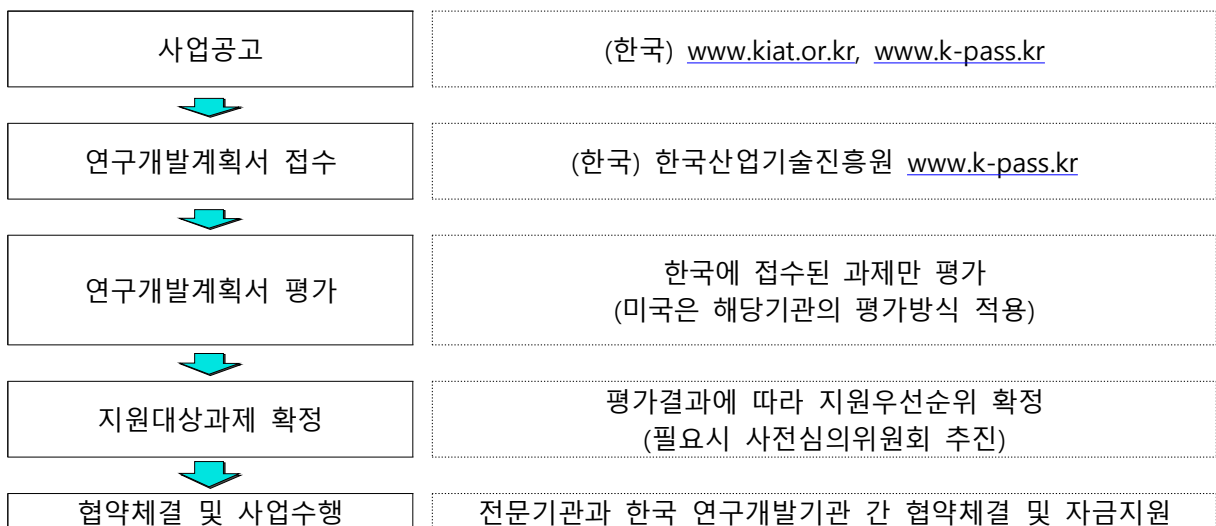 사업공고
(한국) www.kiat.or.kr, www.k-pass.kr
연구개발계획서 접수
(한국) 한국산업기술진흥원 www.k-pass.kr
연구개발계획서 평가
한국에 접수된 과제만 평가
(미국은 해당기관의 평가방식 적용)
지원대상과제 확정
평가결과에 따라 지원우선순위 확정
(필요시 사전심의위원회 추진)
협약체결 및 사업수행
전문기관과 한국 연구개발기관 간 협약체결 및 자금지원